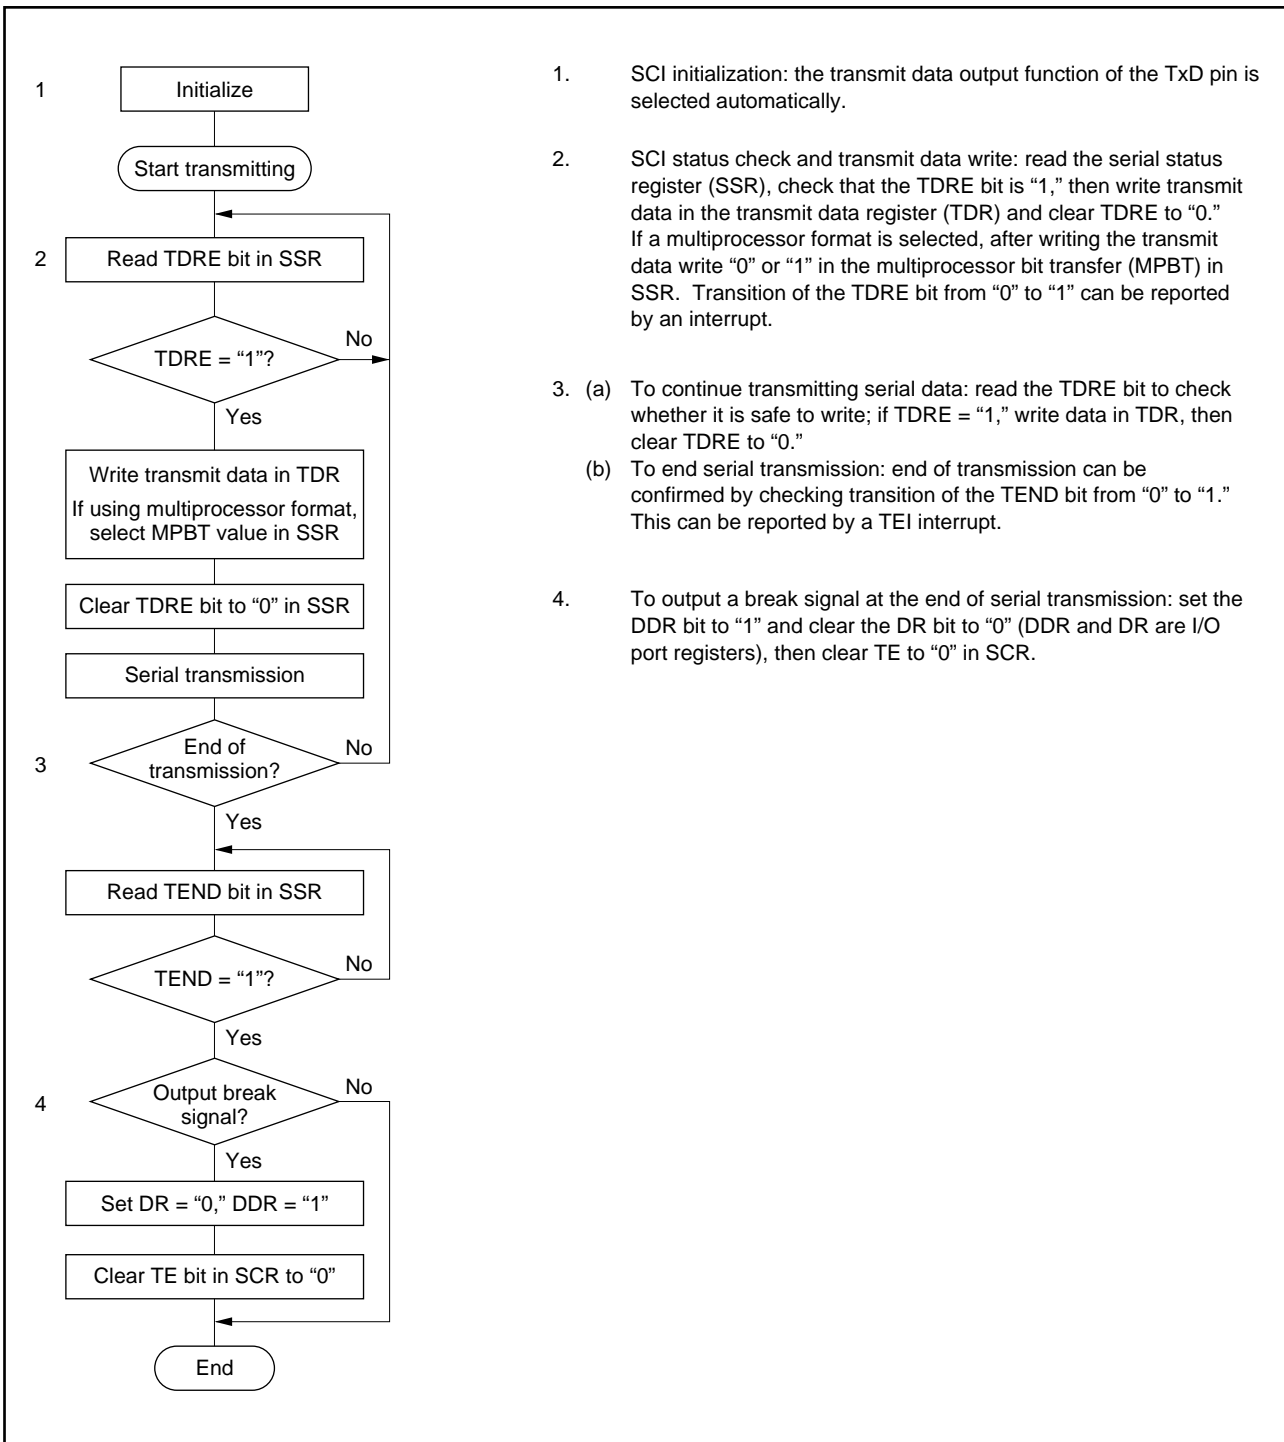 1
Initialize
Start transmitting
2
Read TDRE bit in SSR
TDRE = “1”?
No
Yes
Write transmit data in TDR
If using multiprocessor format,
select MPBT value in SSR
Clear TDRE bit to “0” in SSR
Serial transmission
3
End of
transmission?
No
Yes
Read TEND bit in SSR
TEND = “1”?
No
Yes
4
Output break
signal?
No
Yes
Set DR = “0,” DDR = “1”
Clear TE bit in SCR to “0”
End
1. SCI initialization: the transmit data output function of the TxD pin is
selected automatically.
2. SCI status check and transmit data write: read the serial status
register (SSR), check that the TDRE bit is “1,” then write transmit
data in the transmit data register (TDR) and clear TDRE to “0.”
If a multiprocessor format is selected, after writing the transmit
data write “0” or “1” in the multiprocessor bit transfer (MPBT) in
SSR.  Transition of the TDRE bit from “0” to “1” can be reported
by an interrupt.
3. (a) To continue transmitting serial data: read the TDRE bit to check
whether it is safe to write; if TDRE = “1,” write data in TDR, then
clear TDRE to “0.”
(b) To end serial transmission: end of transmission can be
confirmed by checking transition of the TEND bit from “0” to “1.”
This can be reported by a TEI interrupt.
4. To output a break signal at the end of serial transmission: set the
DDR bit to “1” and clear the DR bit to “0” (DDR and DR are I/O
port registers), then clear TE to “0” in SCR.